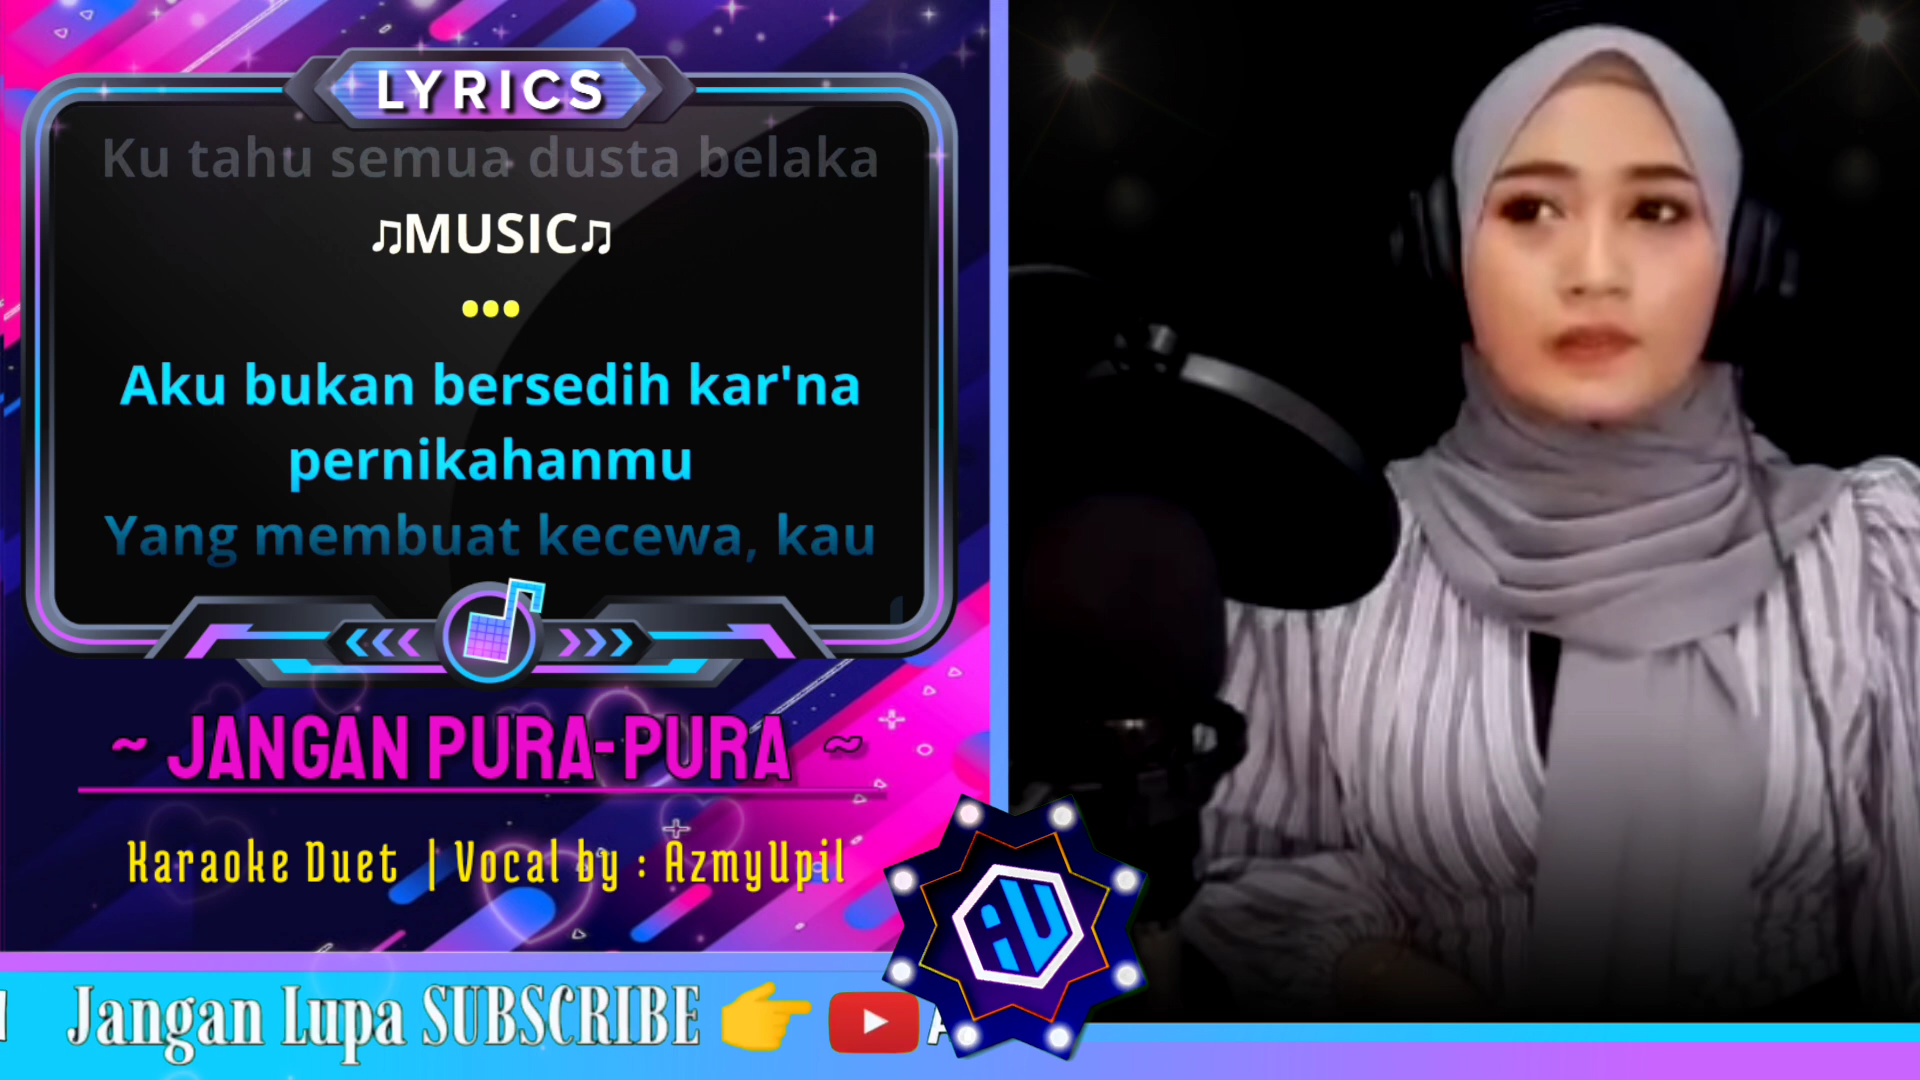 LYRICS
Ku tahu semua dusta belaka
♫MUSIC♫
•••
Aku bukan bersedih kar'na
pernikahanmu
Yang membuat kecewa, kau
~ JANGAN PURA-PURA ~
Karaoke Duet | Vocal by : AzmyUpil
AU
Jangan Lupa SUBSCRIBE 👉